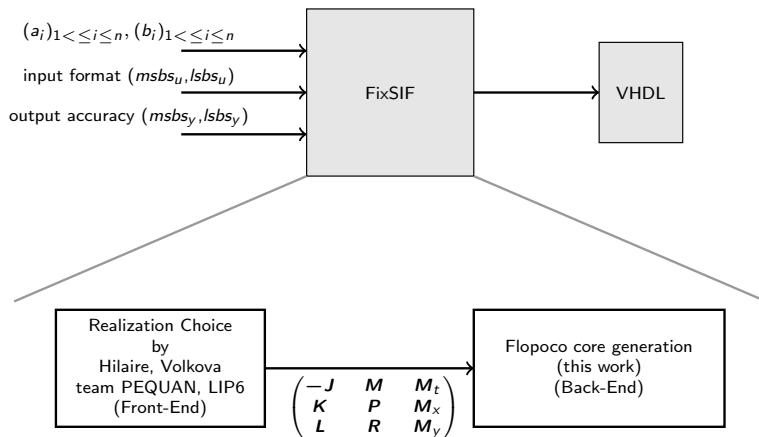 (a_i)_{1<≤i≤n}, (b_i)_{1<≤i≤n}
input format (msbs_u,lsbs_u)
output accuracy (msbs_y,lsbs_y)
FixSIF
VHDL
Realization Choice
by
Hilaire, Volkova
team PEQUAN, LIP6
(Front-End)
(−J M M_t
K P M_x
L R M_y)
Flopoco core generation
(this work)
(Back-End)